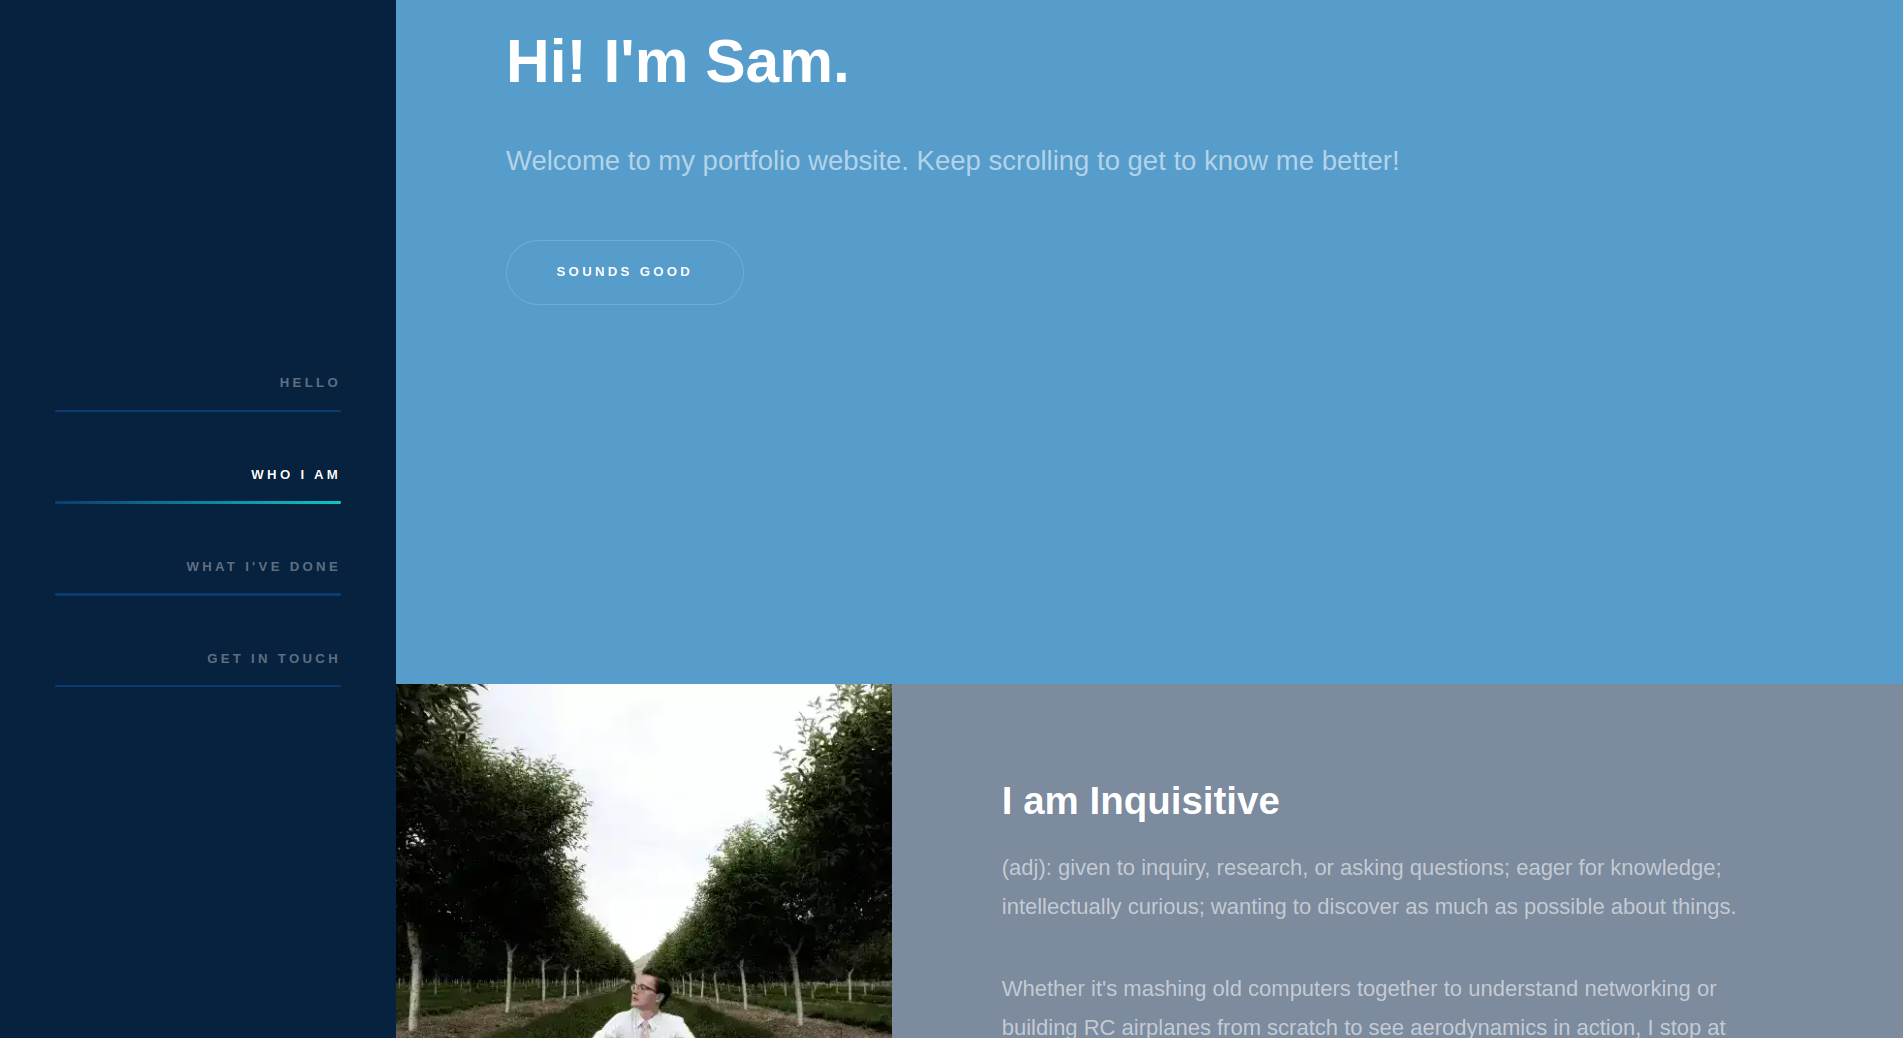 HELLO
WHO I AM
WHAT I'VE DONE
GET IN TOUCH
Hi! I'm Sam.
Welcome to my portfolio website. Keep scrolling to get to know me better!
SOUNDS GOOD
I am Inquisitive
(adj): given to inquiry, research, or asking questions; eager for knowledge;
intellectually curious; wanting to discover as much as possible about things.
Whether it's mashing old computers together to understand networking or
building RC airplanes from scratch to see aerodynamics in action, I stop at